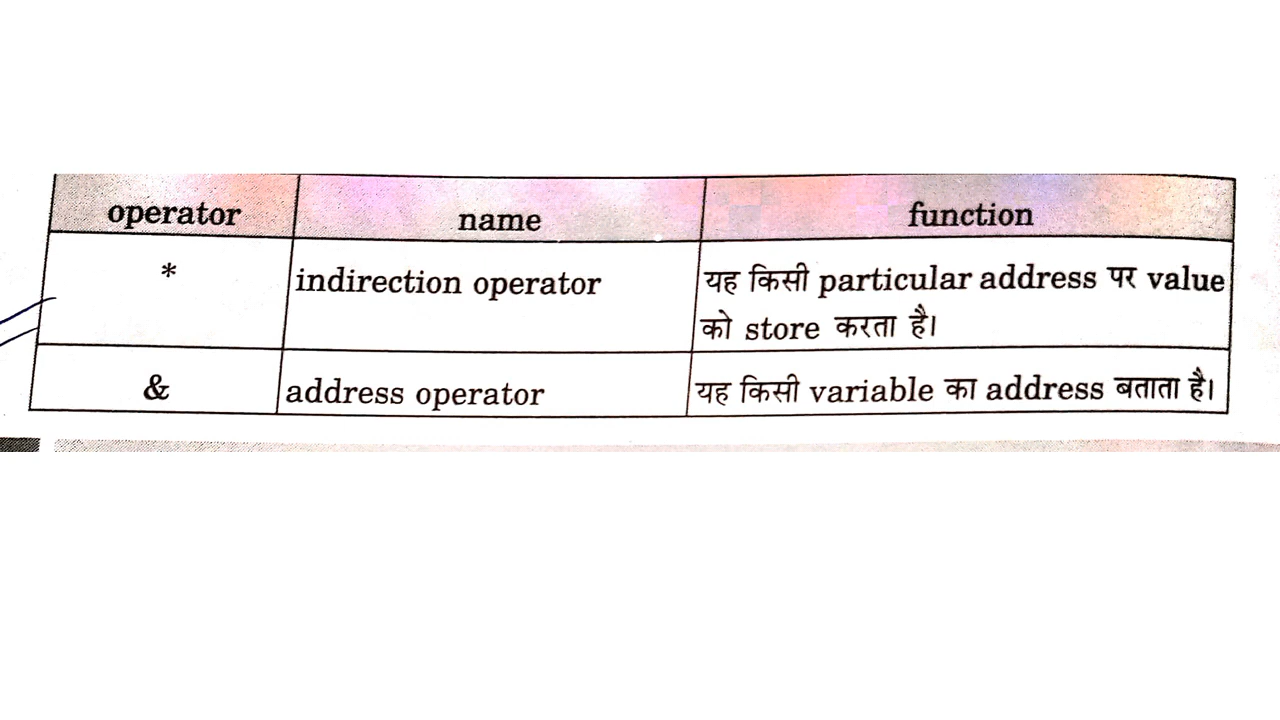 operator name function
* indirection operator यह किसी particular address पर value
को store करता है।
& address operator यह किसी variable का address बताता है।